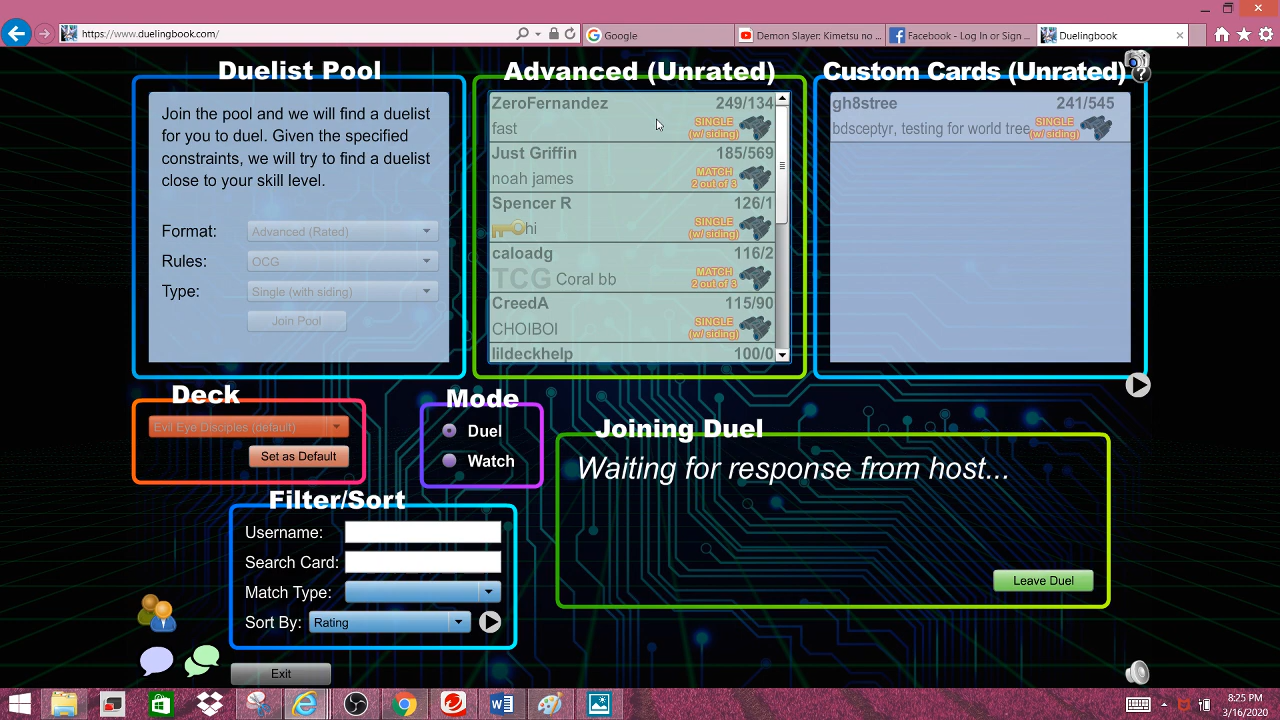 https://www.duelingbook.com/
Google
Demon Slayer Kimetsu no ...
Facebook - Log In or Sign ...
Duelingbook
Duelist Pool
Join the pool and we will find a duelist
for you to duel. Given the specified
constraints, we will try to find a duelist
close to your skill level.
Format: Advanced (Rated)
Rules: OCG
Type: Single (with siding)
Join Pool
Advanced (Unrated)
ZeroFernandez 249/134
fast SINGLE
(w/ siding)
Just Griffin 185/569
noah james MATCH
2 out of 3
Spencer R 126/1
hi SINGLE
(w/ siding)
caloadg 116/2
TCG Coral bb MATCH
2 out of 3
CreedA 115/90
CHOIBOI SINGLE
(w/ siding)
lildeckhelp 100/0
Custom Cards (Unrated)
?
gh8stree 241/545
bdsceptyr, testing for world tree SINGLE
(w/ siding)
Deck
Evil Eye Disciples (default)
Set as Default
Mode
Duel
Watch
Joining Duel
Waiting for response from host...
Leave Duel
Filter/Sort
Username:
Search Card:
Match Type:
Sort By: Rating
Exit
8:25 PM
3/16/2020